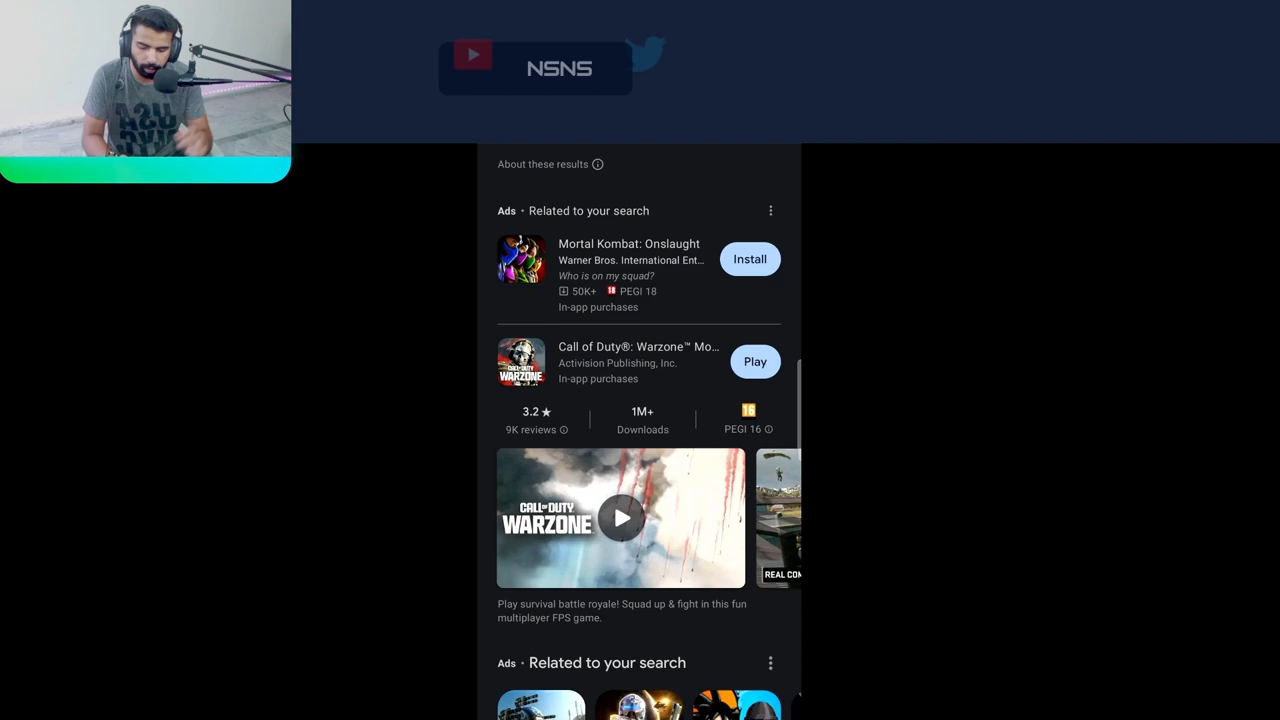 NSNS
About these results
Ads • Related to your search
Mortal Kombat: Onslaught
Warner Bros. International Ent...
Install
Who is on my squad?
50K+ 18 PEGI 18
In-app purchases
Call of Duty®: Warzone™ Mo...
Activision Publishing, Inc.
Play
In-app purchases
3.2★ 1M+ 16
9K reviews Downloads PEGI 16
CALL OF DUTY
WARZONE
REAL COM
Play survival battle royale! Squad up & fight in this fun
multiplayer FPS game.
Ads • Related to your search